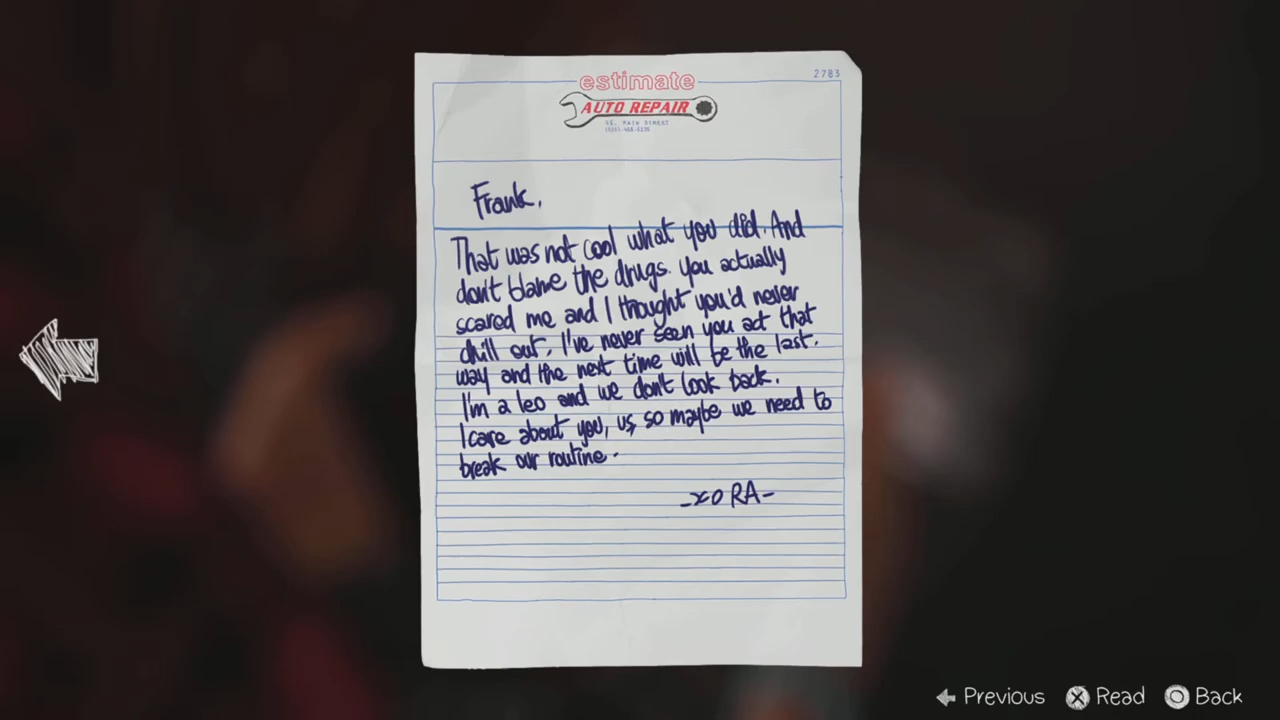 2783
estimate
AUTO REPAIR
Frank,
That was not cool what you did. And
don't blame the drugs. You actually
scared me and I thought you'd never
chill out. I've never seen you act that
way and the next time will be the last.
I'm a leo and we don't look back.
I care about you, us, so maybe we need to
break our routine.
-xo RA-
Previous
Read
Back